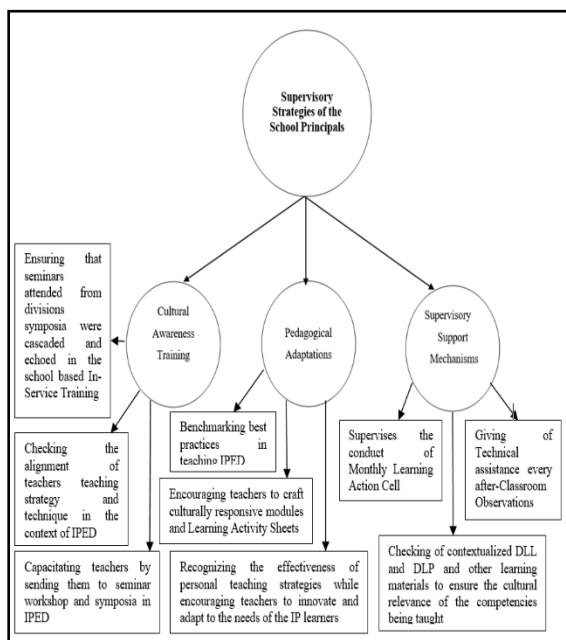 Supervisory
Strategies of the
School Principals
Ensuring that
seminars
attended from
divisions
symposia were
cascaded and
echoed in the
school based In-
Service Training
Cultural
Awareness
Training
Pedagogical
Adaptations
Supervisory
Support
Mechanisms
Checking the
alignment of
teachers teaching
strategy and
technique in the
context of IPED
Benchmarking best
practices in
teaching IPED
Supervises the
conduct of
Monthly Learning
Action Cell
Giving of
Technical
assistance every
after-Classroom
Observations
Encouraging teachers to craft
culturally responsive modules
and Learning Activity Sheets
Capacitating teachers by
sending them to seminar
workshop and symposia in
IPED
Recognizing the effectiveness of
personal teaching strategies while
encouraging teachers to innovate and
adapt to the needs of the IP learners
Checking of contextualized DLL
and DLP and other learning
materials to ensure the cultural
relevance of the competencies
being taught